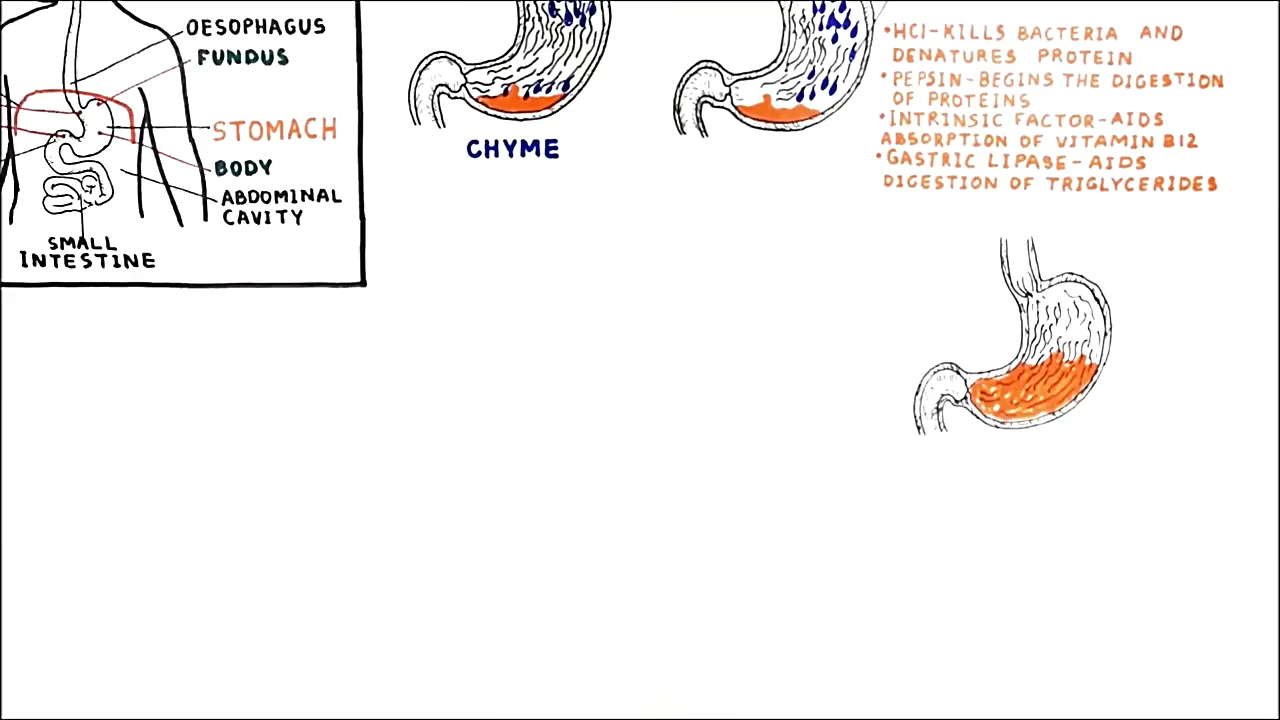 OESOPHAGUS
FUNDUS
STOMACH
BODY
ABDOMINAL
CAVITY
SMALL
INTESTINE
CHYME
•HCl-KILLS BACTERIA AND
DENATURES PROTEIN
•PEPSIN-BEGINS THE DIGESTION
OF PROTEINS
•INTRINSIC FACTOR-AIDS
ABSORPTION OF VITAMIN B12
•GASTRIC LIPASE-AIDS
DIGESTION OF TRIGLYCERIDES